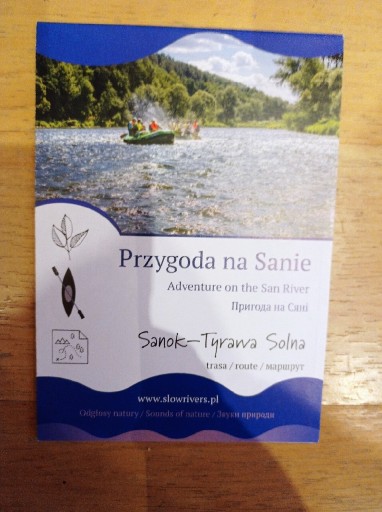 Przygoda na Sanie
Adventure on the San River
Пригода на Сяні
Sanok-Tyrawa Solna
trasa / route / маршрут
www.slowrivers.pl
Odgłosy natury / Sounds of nature / Звуки природи